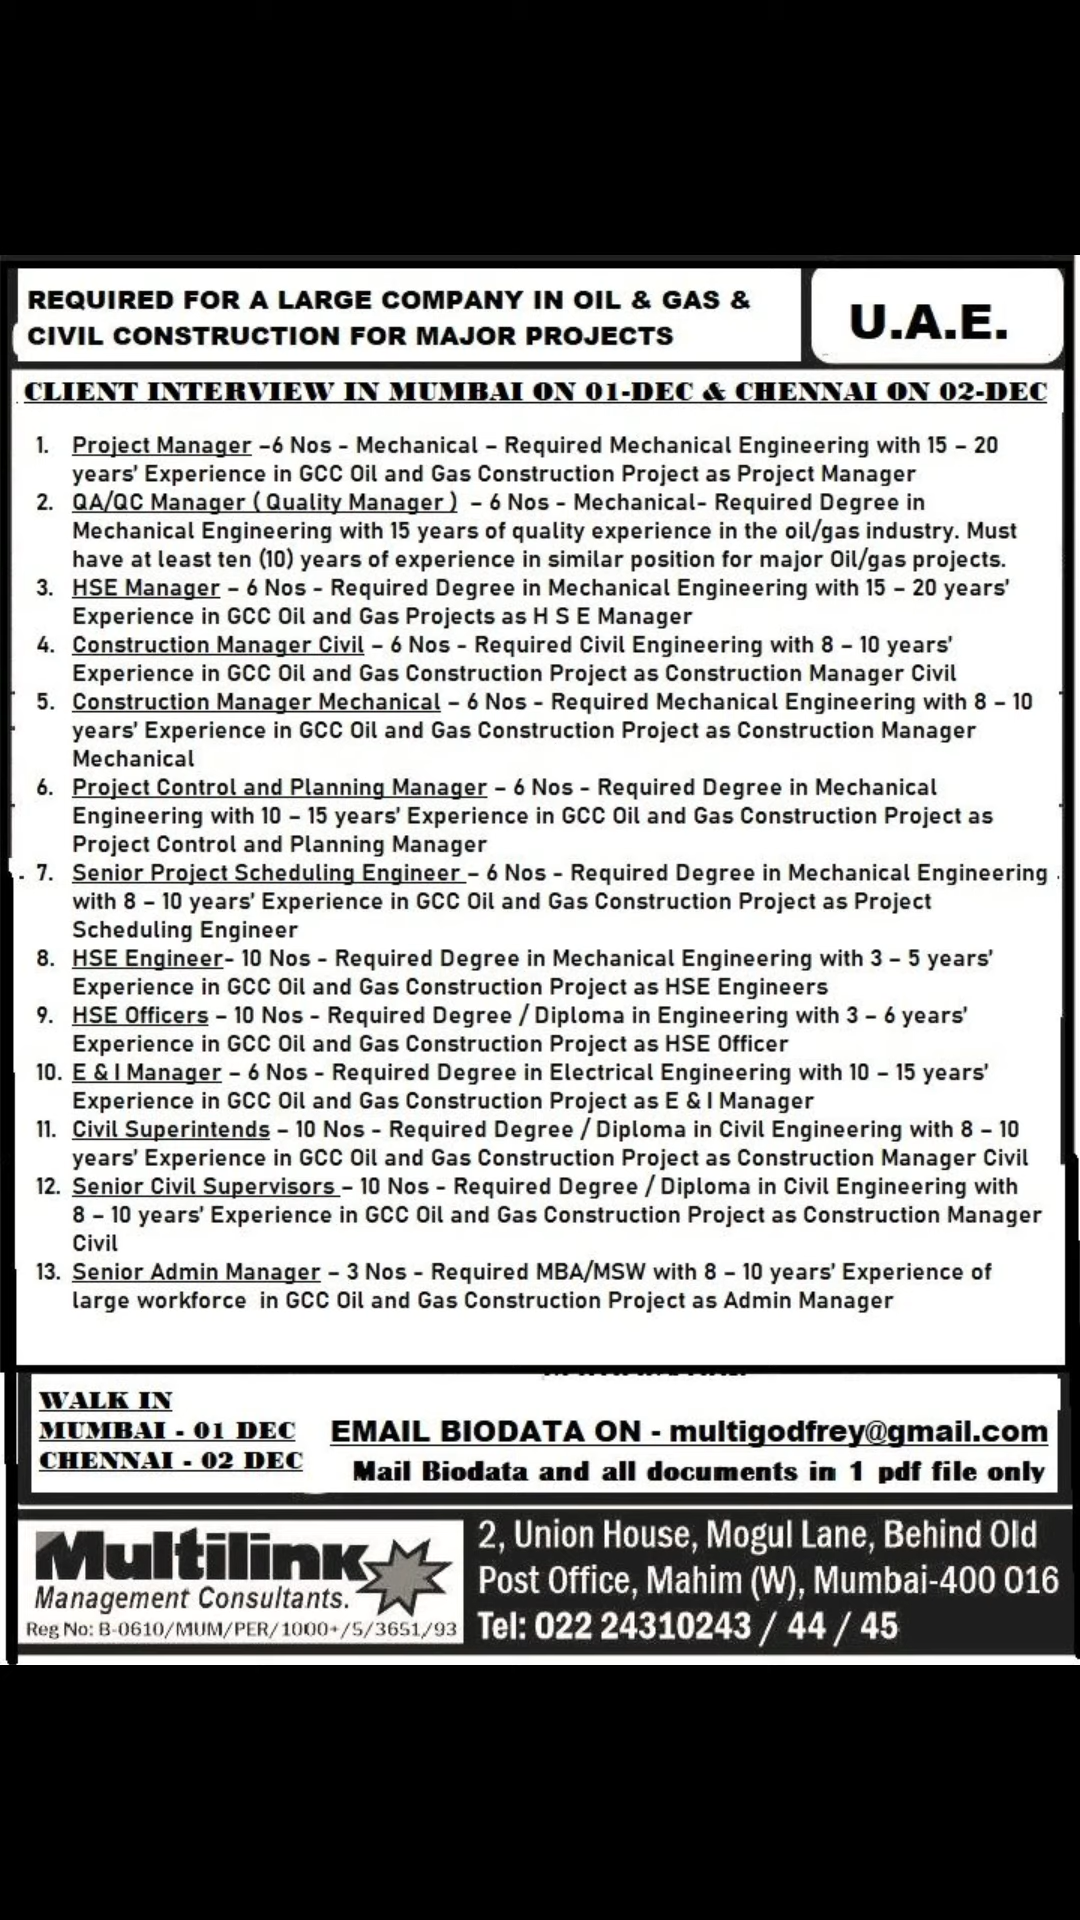 REQUIRED FOR A LARGE COMPANY IN OIL & GAS &
CIVIL CONSTRUCTION FOR MAJOR PROJECTS
U.A.E.
CLIENT INTERVIEW IN MUMBAI ON 01-DEC & CHENNAI ON 02-DEC
1. Project Manager –6 Nos - Mechanical – Required Mechanical Engineering with 15 – 20
years' Experience in GCC Oil and Gas Construction Project as Project Manager
2. QA/QC Manager ( Quality Manager ) – 6 Nos - Mechanical- Required Degree in
Mechanical Engineering with 15 years of quality experience in the oil/gas industry. Must
have at least ten (10) years of experience in similar position for major Oil/gas projects.
3. HSE Manager – 6 Nos - Required Degree in Mechanical Engineering with 15 – 20 years'
Experience in GCC Oil and Gas Projects as H S E Manager
4. Construction Manager Civil – 6 Nos - Required Civil Engineering with 8 – 10 years'
Experience in GCC Oil and Gas Construction Project as Construction Manager Civil
5. Construction Manager Mechanical – 6 Nos - Required Mechanical Engineering with 8 – 10
years' Experience in GCC Oil and Gas Construction Project as Construction Manager
Mechanical
6. Project Control and Planning Manager – 6 Nos - Required Degree in Mechanical
Engineering with 10 – 15 years' Experience in GCC Oil and Gas Construction Project as
Project Control and Planning Manager
7. Senior Project Scheduling Engineer – 6 Nos - Required Degree in Mechanical Engineering
with 8 – 10 years' Experience in GCC Oil and Gas Construction Project as Project
Scheduling Engineer
8. HSE Engineer- 10 Nos - Required Degree in Mechanical Engineering with 3 – 5 years'
Experience in GCC Oil and Gas Construction Project as HSE Engineers
9. HSE Officers – 10 Nos - Required Degree / Diploma in Engineering with 3 – 6 years'
Experience in GCC Oil and Gas Construction Project as HSE Officer
10. E & I Manager – 6 Nos - Required Degree in Electrical Engineering with 10 – 15 years'
Experience in GCC Oil and Gas Construction Project as E & I Manager
11. Civil Superintends – 10 Nos - Required Degree / Diploma in Civil Engineering with 8 – 10
years' Experience in GCC Oil and Gas Construction Project as Construction Manager Civil
12. Senior Civil Supervisors – 10 Nos - Required Degree / Diploma in Civil Engineering with
8 – 10 years' Experience in GCC Oil and Gas Construction Project as Construction Manager
Civil
13. Senior Admin Manager – 3 Nos - Required MBA/MSW with 8 – 10 years' Experience of
large workforce in GCC Oil and Gas Construction Project as Admin Manager
WALK IN
MUMBAI - 01 DEC
CHENNAI - 02 DEC
EMAIL BIODATA ON - multigodfrey@gmail.com
Mail Biodata and all documents in 1 pdf file only
Multilink
Management Consultants.
Reg No: B-0610/MUM/PER/1000+/5/3651/93
2, Union House, Mogul Lane, Behind Old
Post Office, Mahim (W), Mumbai-400 016
Tel: 022 24310243 / 44 / 45